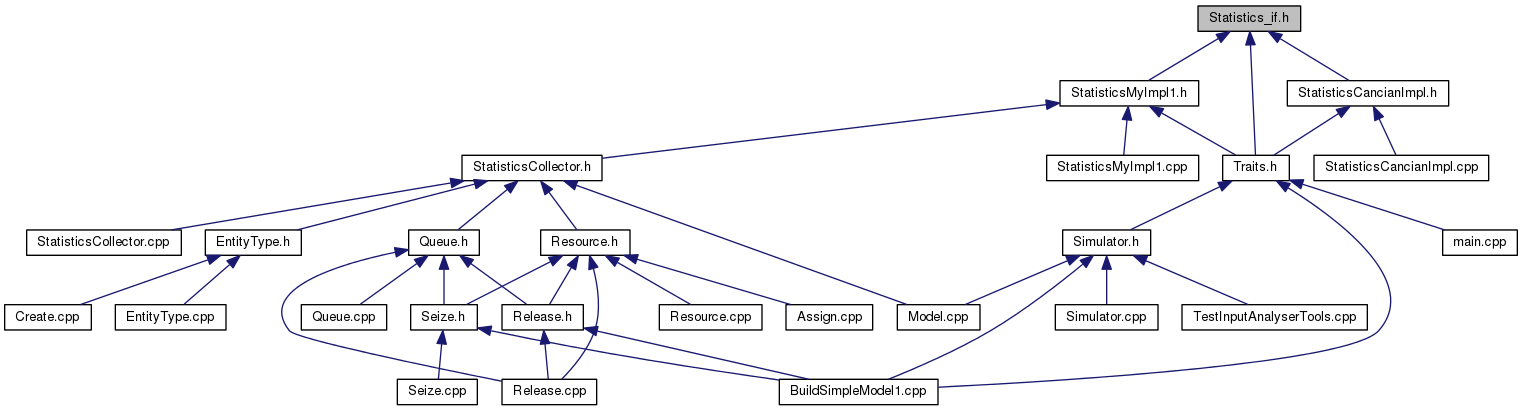 Statistics_if.h
StatisticsMyImpl1.h
StatisticsCancianImpl.h
StatisticsCollector.h
StatisticsMyImpl1.cpp
Traits.h
StatisticsCancianImpl.cpp
StatisticsCollector.cpp
EntityType.h
Queue.h
Resource.h
Simulator.h
main.cpp
Create.cpp
EntityType.cpp
Queue.cpp
Seize.h
Release.h
Resource.cpp
Assign.cpp
Model.cpp
Simulator.cpp
TestInputAnalyserTools.cpp
Seize.cpp
Release.cpp
BuildSimpleModel1.cpp